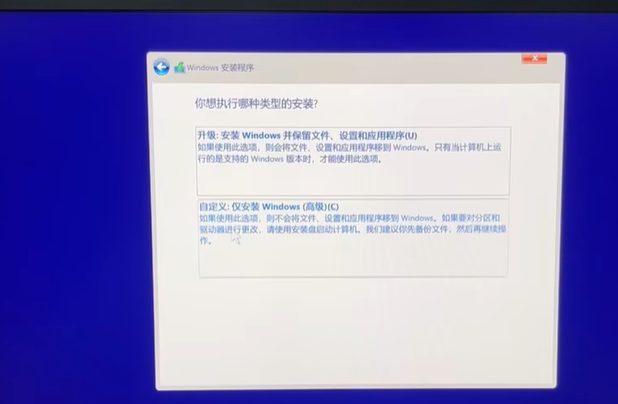 Windows 安装程序
你想执行哪种类型的安装?
升级: 安装 Windows 并保留文件、设置和应用程序(U)
如果使用此选项，则会将文件、设置和应用程序移到 Windows。只有当计算机上运
行的是支持的 Windows 版本时，才能使用此选项。
自定义: 仅安装 Windows (高级)(C)
如果使用此选项，则不会将文件、设置和应用程序移到 Windows。如果要对分区和
驱动器进行更改，请使用安装盘启动计算机。我们建议你先备份文件，然后再继续操
作。